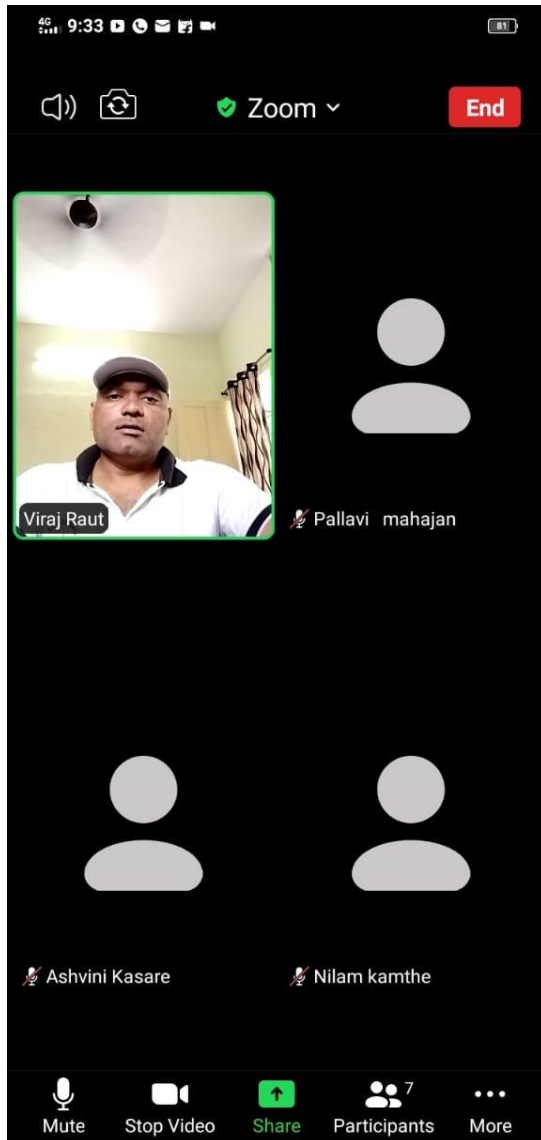 4G 9:33 81
Zoom End
Viraj Raut
Pallavi mahajan
Ashvini Kasare
Nilam kamthe
7
Mute Stop Video Share Participants More